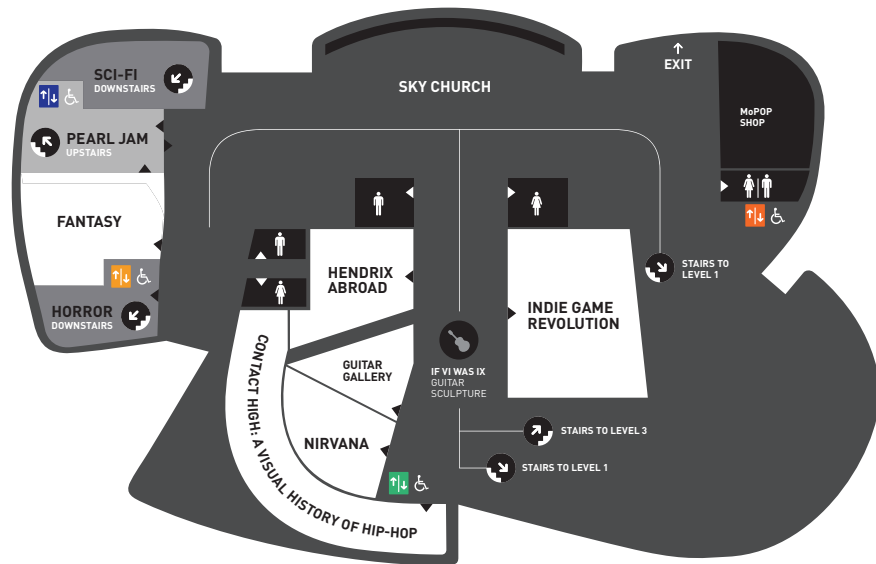 SCI-FI
DOWNSTAIRS
PEARL JAM
UPSTAIRS
FANTASY
HORROR
DOWNSTAIRS
SKY CHURCH
EXIT
MoPOP
SHOP
STAIRS TO
LEVEL 1
HENDRIX
ABROAD
INDIE GAME
REVOLUTION
GUITAR
GALLERY
IF VI WAS IX
GUITAR
SCULPTURE
NIRVANA
CONTACT HIGH: A VISUAL HISTORY OF HIP-HOP
STAIRS TO LEVEL 3
STAIRS TO LEVEL 1